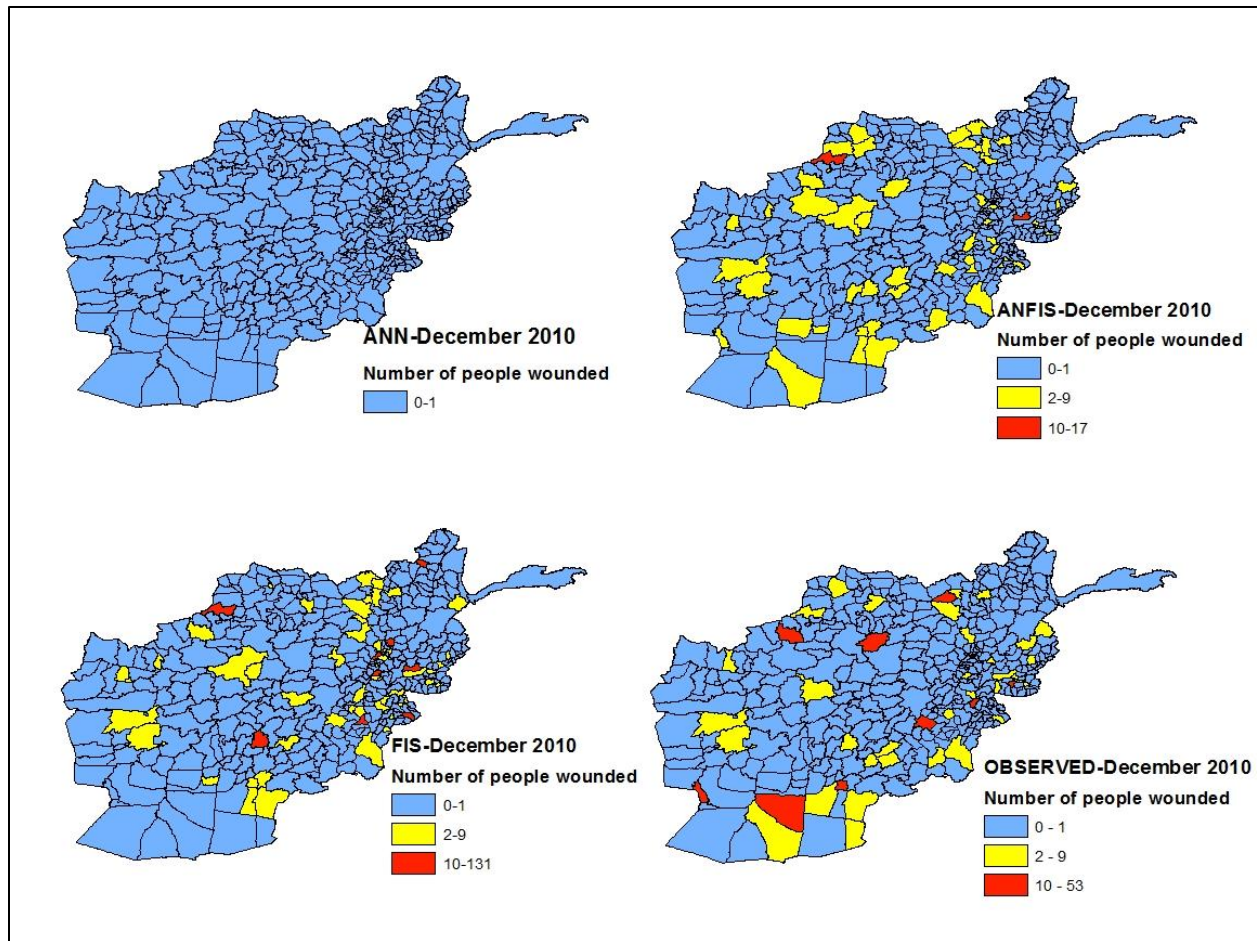 ANN-December 2010
Number of people wounded
0-1
ANFIS-December 2010
Number of people wounded
0-1
2-9
10-17
FIS-December 2010
Number of people wounded
0-1
2-9
10-131
OBSERVED-December 2010
Number of people wounded
0 - 1
2 - 9
10 - 53